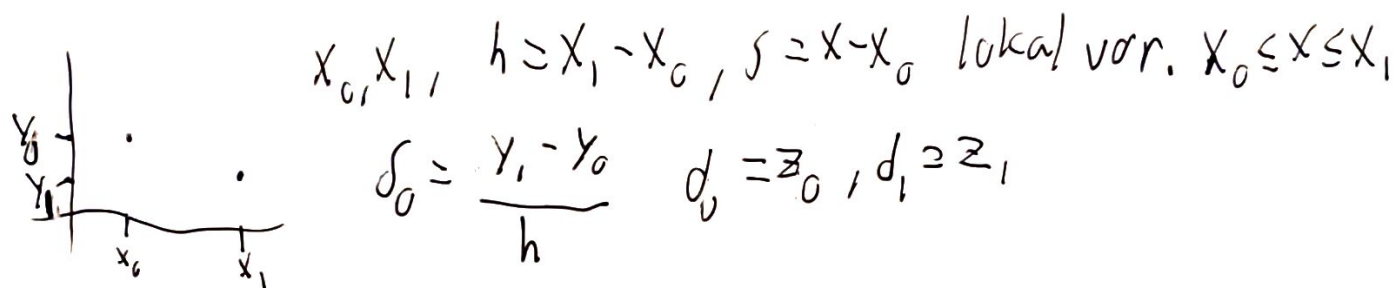 x₀, x₁, h = x₁ - x₀, s = x - x₀ lokal var. x₀ ≤ x ≤ x₁
y₀
y₁
δ₀ = (y₁ - y₀) / h d₀ = z₀, d₁ = z₁
x₀ x₁